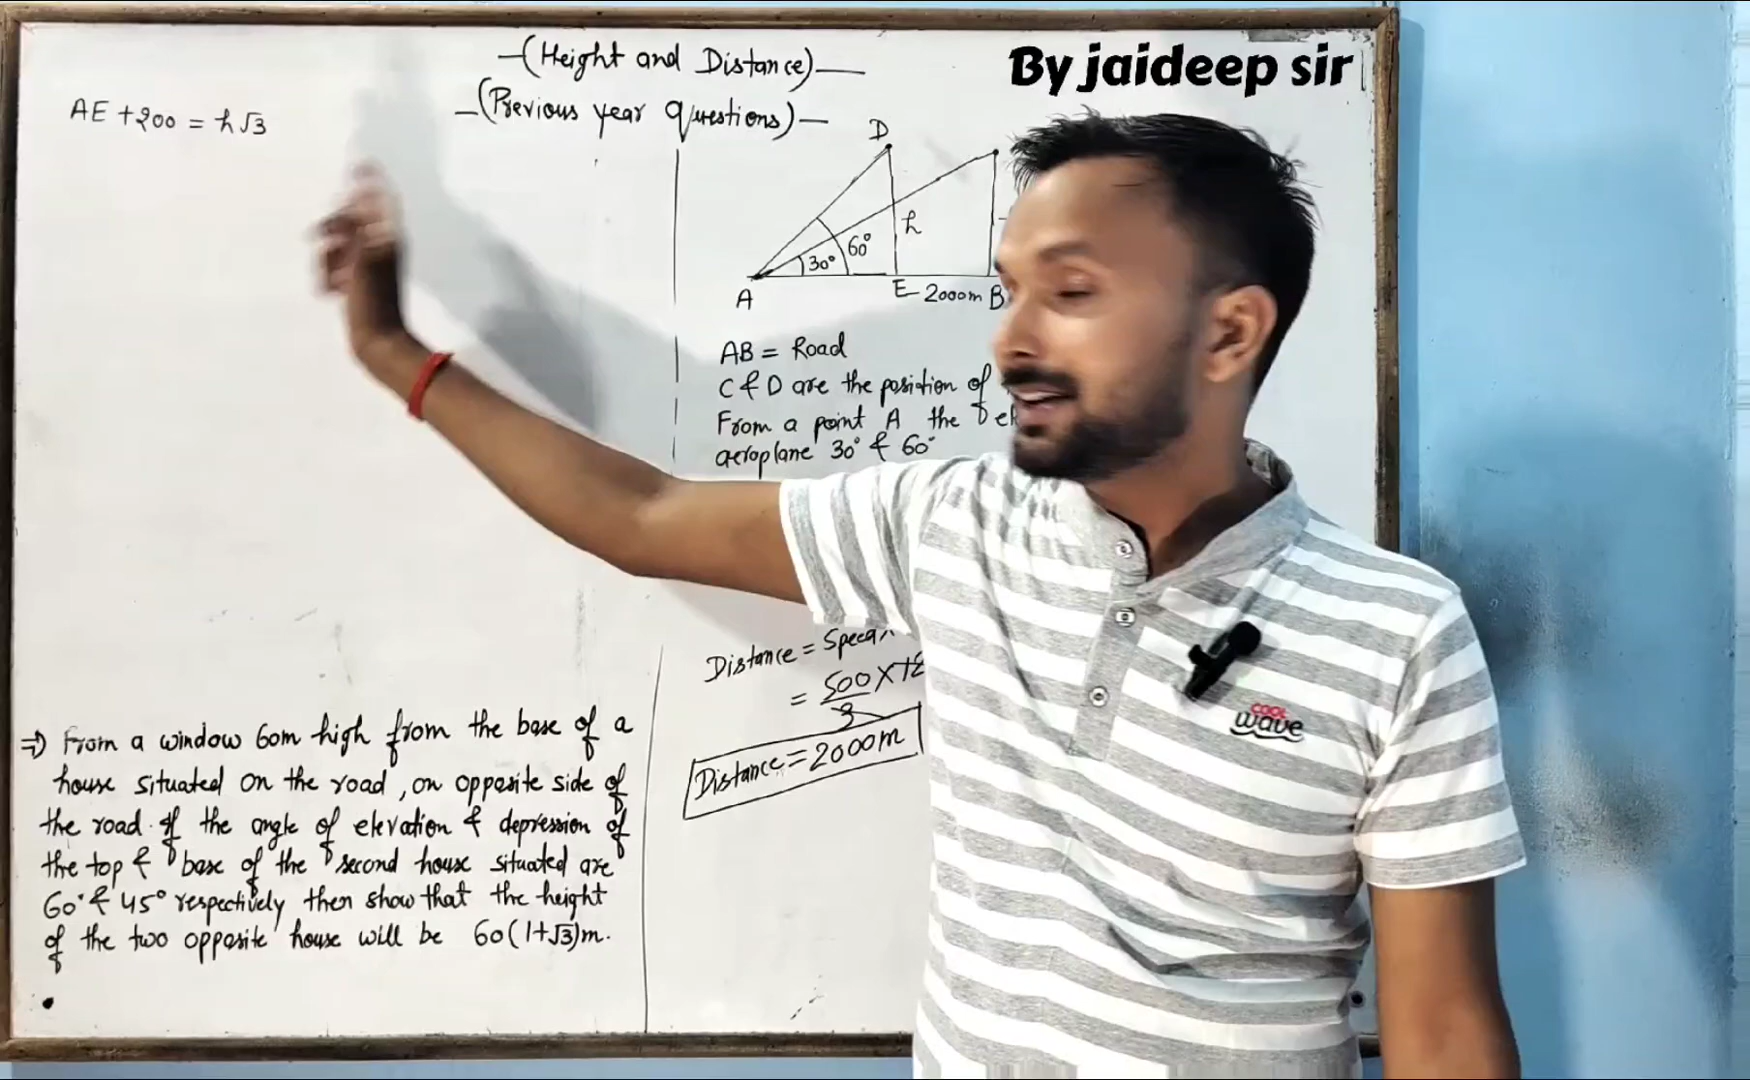 (Height and Distance)
By jaideep sir
(Previous year Questions)
AE + 200 = h√3
D
h
60°
30°
A
E
2000m
B
AB = Road
C & D are the position of
From a point A the
aeroplane 30° & 60°
Distance =
= 500 X
3
Distance = 2000m
COOL
wave
⇒ From a window 60m high from the base of a
house situated on the road, on opposite side of
the road. If the angle of elevation & depression of
the top & base of the second house situated are
60° & 45° respectively then show that the height
of the two opposite house will be 60(1+√3)m.